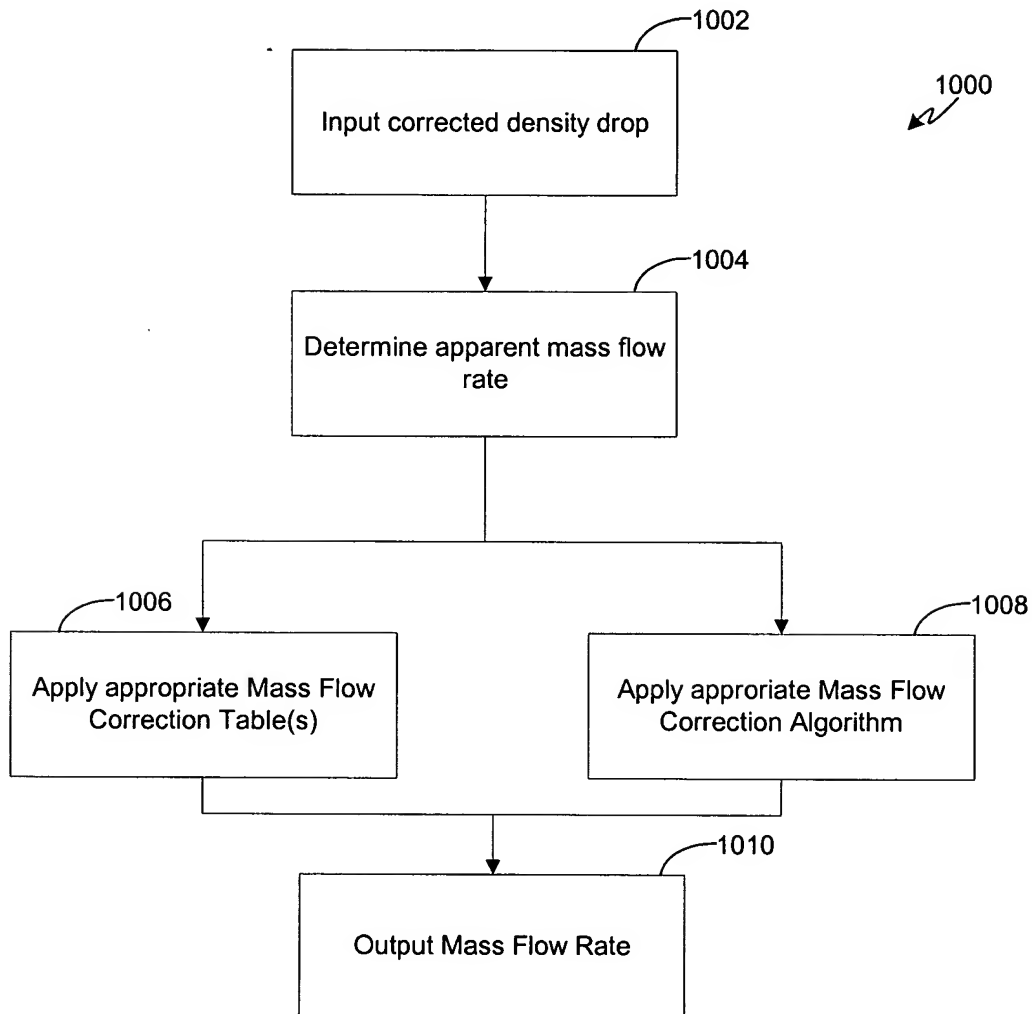 1002
1000
Input corrected density drop
1004
Determine apparent mass flow
rate
1006
1008
Apply appropriate Mass Flow
Correction Table(s)
Apply approriate Mass Flow
Correction Algorithm
1010
Output Mass Flow Rate